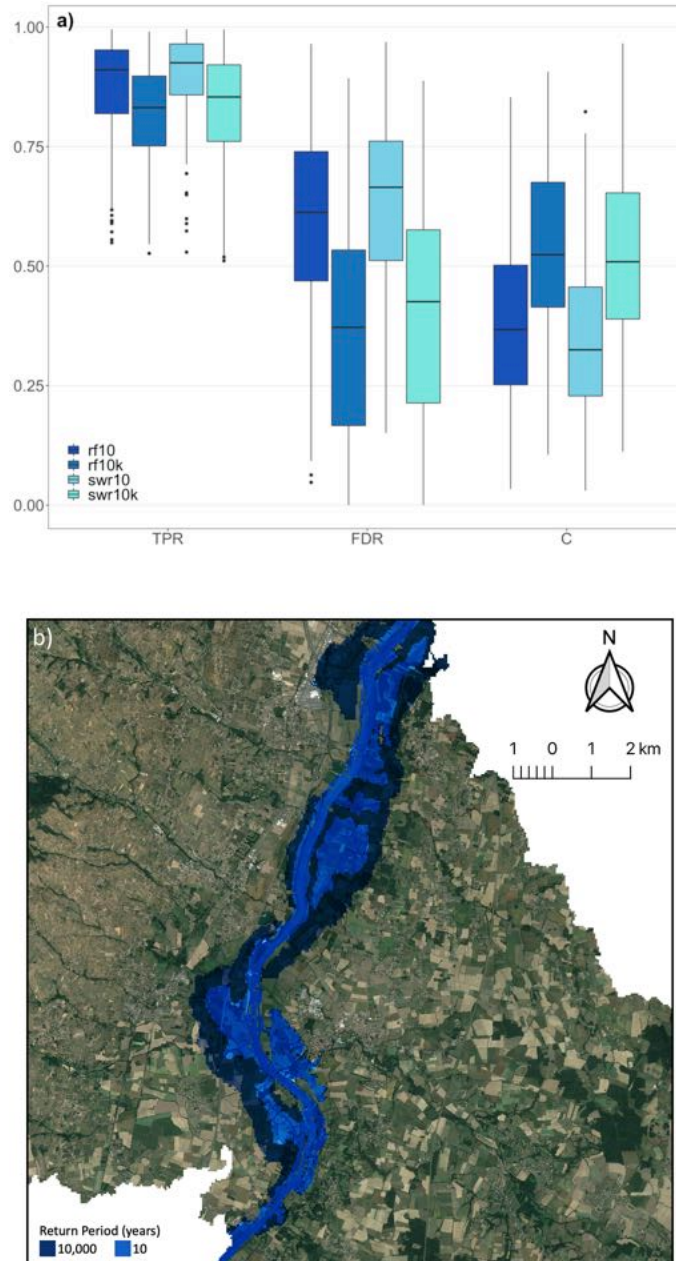 a)
1.00
0.75
0.50
0.25
0.00
rf10
rf10k
swr10
swr10k
TPR FDR C
b)
N
1 0 1 2 km
Return Period (years)
10,000 10